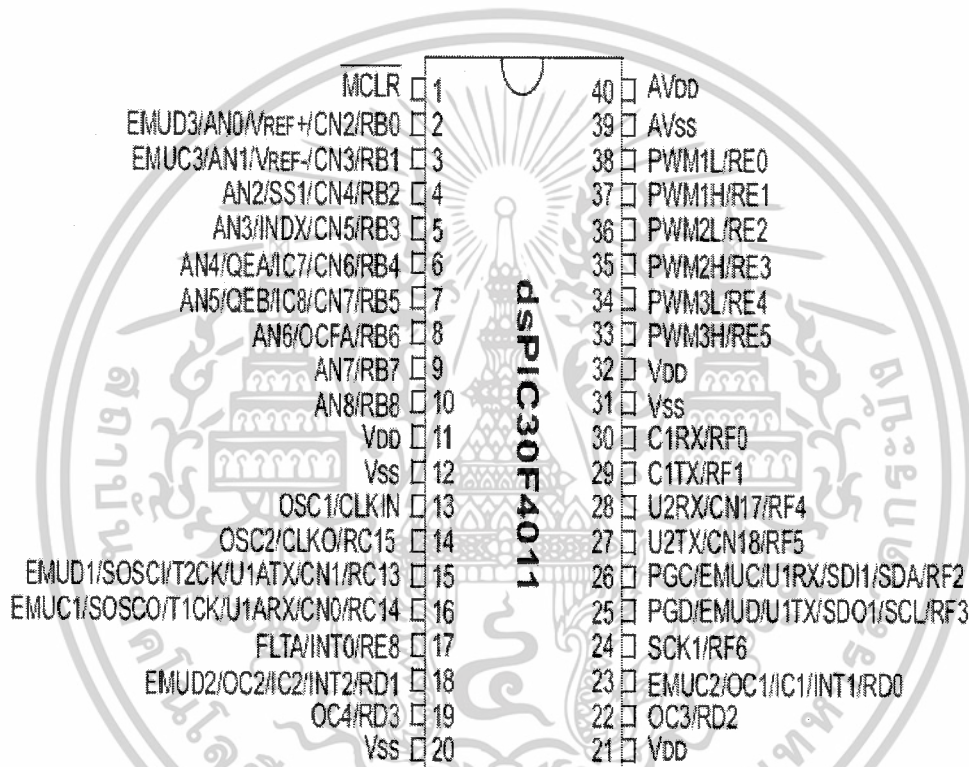 MCLR 1
EMUD3/AN0/VREF+/CN2/RB0 2
EMUC3/AN1/VREF-/CN3/RB1 3
AN2/SS1/CN4/RB2 4
AN3/INDX/CN5/RB3 5
AN4/QEA/IC7/CN6/RB4 6
AN5/QEB/IC8/CN7/RB5 7
AN6/OCFA/RB6 8
AN7/RB7 9
AN8/RB8 10
VDD 11
VSS 12
OSC1/CLKIN 13
OSC2/CLKO/RC15 14
EMUD1/SOSCI/T2CK/U1ATX/CN1/RC13 15
EMUC1/SOSCO/T1CK/U1ARX/CN0/RC14 16
FLTA/INT0/RE8 17
EMUD2/OC2/IC2/INT2/RD1 18
OC4/RD3 19
VSS 20
dsPIC30F4011
40 AVDD
39 AVSS
38 PWM1L/RE0
37 PWM1H/RE1
36 PWM2L/RE2
35 PWM2H/RE3
34 PWM3L/RE4
33 PWM3H/RE5
32 VDD
31 VSS
30 C1RX/RF0
29 C1TX/RF1
28 U2RX/CN17/RF4
27 U2TX/CN18/RF5
26 PGC/EMUC/U1RX/SDI1/SDA/RF2
25 PGD/EMUD/U1TX/SDO1/SCL/RF3
24 SCK1/RF6
23 EMUC2/OC1/IC1/INT1/RD0
22 OC3/RD2
21 VDD